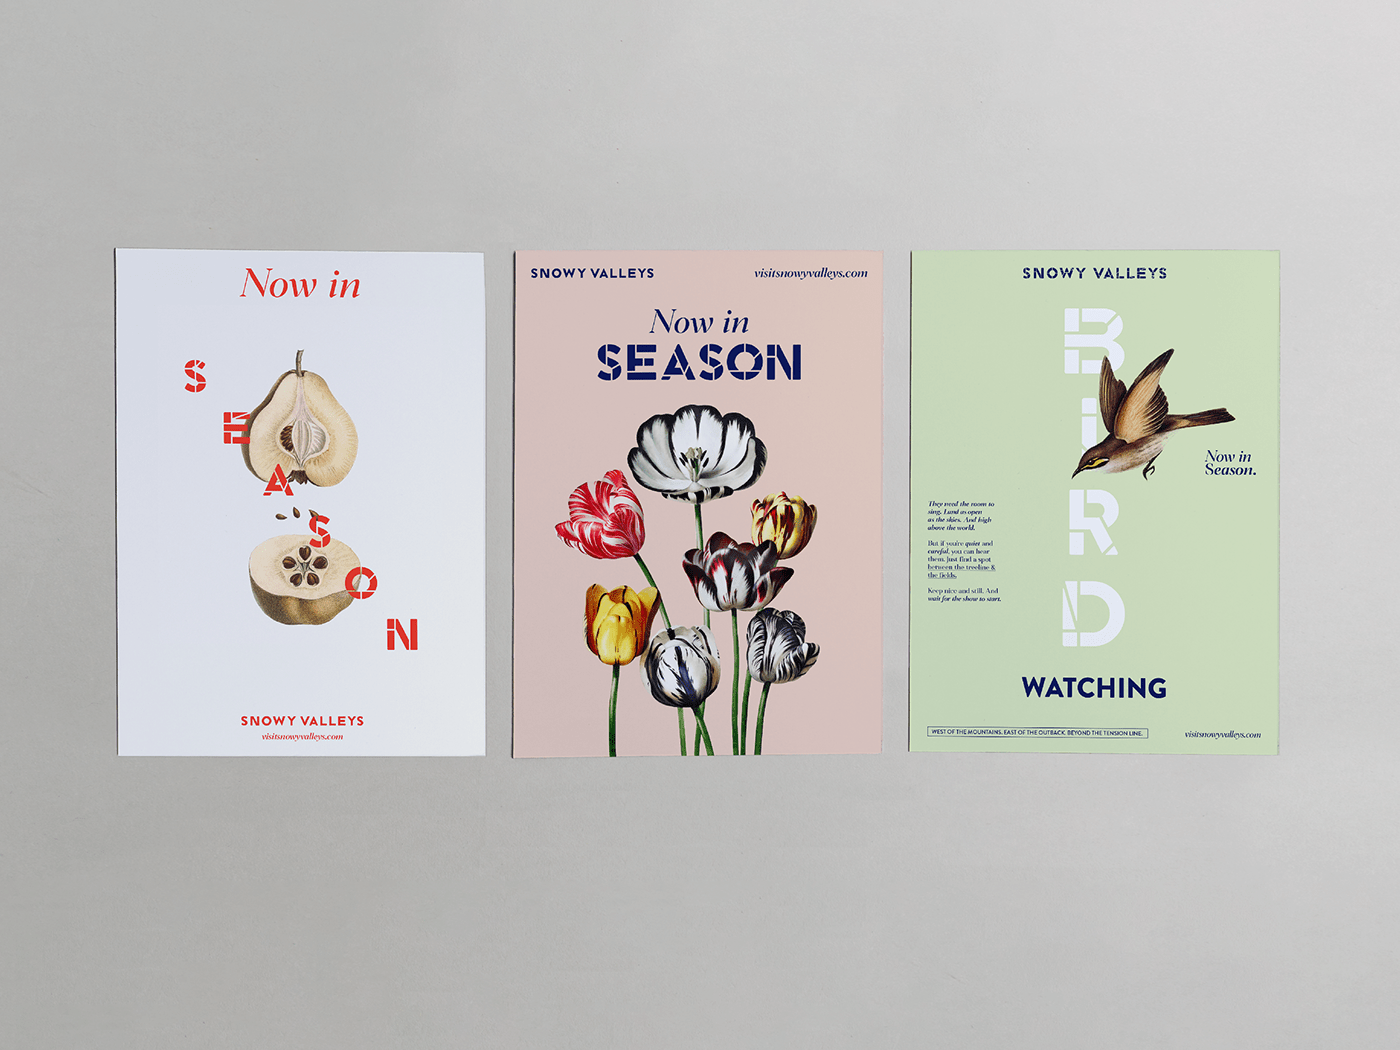 Now in
S
E
A
S
O
N
SNOWY VALLEYS
visitsnowyvalleys.com
SNOWY VALLEYS
visitsnowyvalleys.com
Now in
SEASON
SNOWY VALLEYS
B
I
R
D
Now in
Season.
They need the room to
sing. Land as open
as the skies. And high
above the world.
But if you're quiet and
careful, you can hear
them. Just find a spot
between the treeline &
the fields.
Keep nice and still. And
wait for the show to start.
WATCHING
WEST OF THE MOUNTAINS. EAST OF THE OUTBACK. BEYOND THE TENSION LINE.
visitsnowyvalleys.com